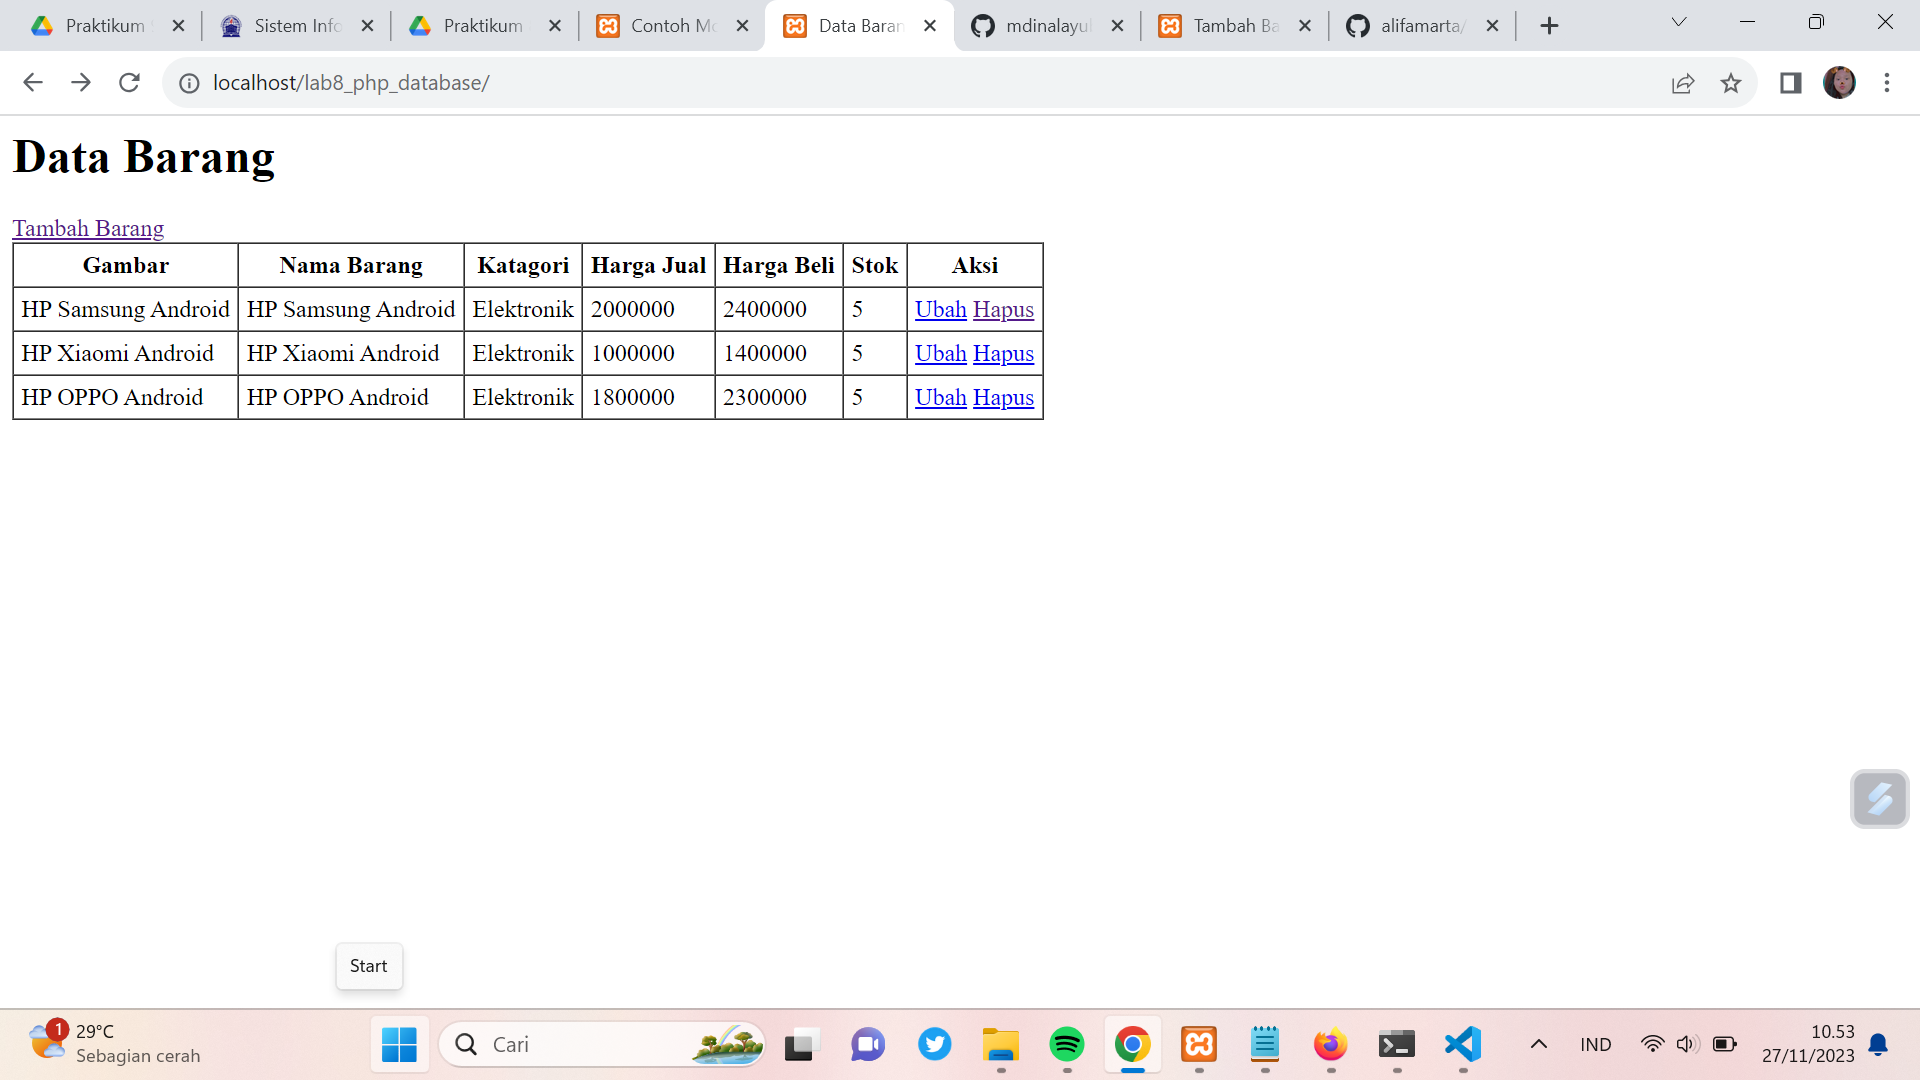 Praktikum
Sistem Info
Praktikum
Contoh Mo
Data Baran
mdinalayul
Tambah Ba
alifamarta/
localhost/lab8_php_database/
Data Barang
Tambah Barang
Gambar Nama Barang Katagori Harga Jual Harga Beli Stok Aksi
HP Samsung Android HP Samsung Android Elektronik 2000000 2400000 5 Ubah Hapus
HP Xiaomi Android HP Xiaomi Android Elektronik 1000000 1400000 5 Ubah Hapus
HP OPPO Android HP OPPO Android Elektronik 1800000 2300000 5 Ubah Hapus
Start
1
29°C
Sebagian cerah
Cari
IND
10.53
27/11/2023